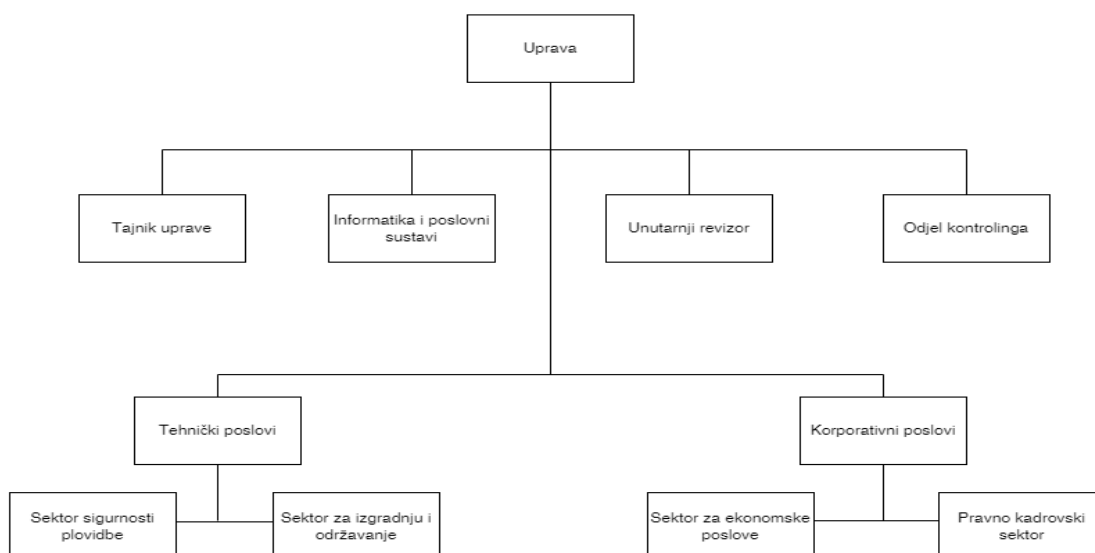 Uprava
Tajnik uprave
Informatika i poslovni
sustavi
Unutarnji revizor
Odjel kontrolinga
Tehnički poslovi
Korporativni poslovi
Sektor sigurnosti
plovidbe
Sektor za izgradnju i
održavanje
Sektor za ekonomske
poslove
Pravno kadrovski
sektor